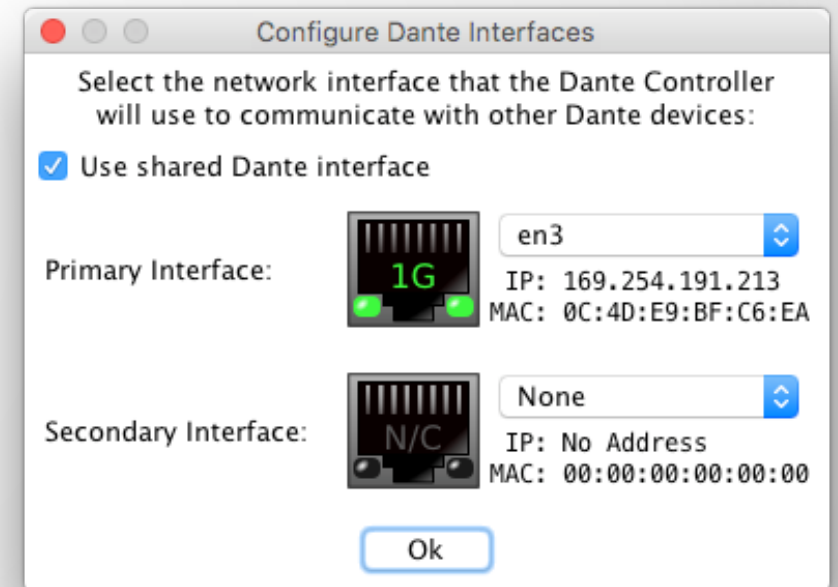 Configure Dante Interfaces
Select the network interface that the Dante Controller
will use to communicate with other Dante devices:
Use shared Dante interface
Primary Interface:
1G
en3
IP: 169.254.191.213
MAC: 0C:4D:E9:BF:C6:EA
Secondary Interface:
N/C
None
IP: No Address
MAC: 00:00:00:00:00:00
Ok